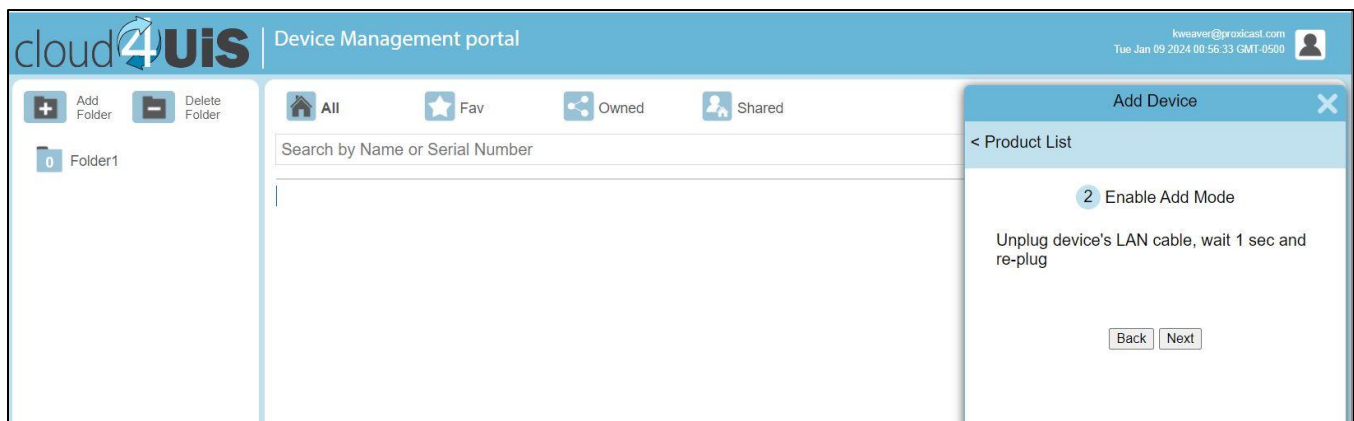 cloud4UiS
Device Management portal
kweaver@proxicast.com
Tue Jan 09 2024 00:56:33 GMT-0500
Add
Folder
Delete
Folder
0 Folder1
All
Fav
Owned
Shared
Search by Name or Serial Number
Add Device
< Product List
2 Enable Add Mode
Unplug device's LAN cable, wait 1 sec and
re-plug
Back Next